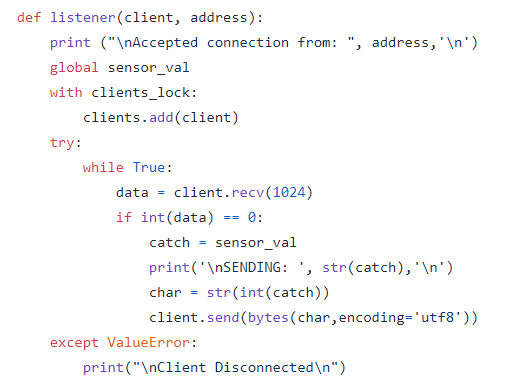 def listener(client, address):
    print ("\nAccepted connection from: ", address,'\n')
    global sensor_val
    with clients_lock:
        clients.add(client)
    try:
        while True:
            data = client.recv(1024)
            if int(data) == 0:
                catch = sensor_val
                print('\nSENDING: ', str(catch),'\n')
                char = str(int(catch))
                client.send(bytes(char,encoding='utf8'))
    except ValueError:
        print("\nClient Disconnected\n")